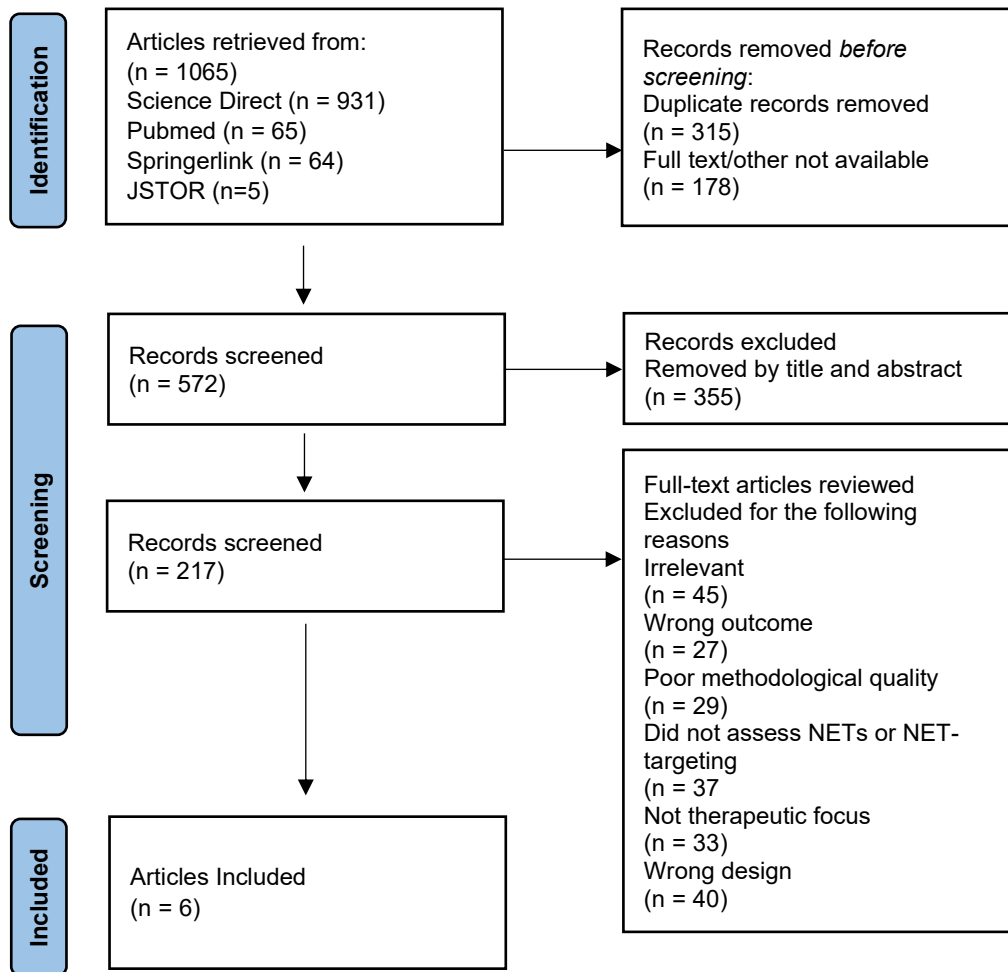 Identification
Articles retrieved from:
(n = 1065)
Science Direct (n = 931)
Pubmed (n = 65)
Springerlink (n = 64)
JSTOR (n=5)
Records removed before
screening:
Duplicate records removed
(n = 315)
Full text/other not available
(n = 178)
Screening
Records screened
(n = 572)
Records excluded
Removed by title and abstract
(n = 355)
Records screened
(n = 217)
Full-text articles reviewed
Excluded for the following
reasons
Irrelevant
(n = 45)
Wrong outcome
(n = 27)
Poor methodological quality
(n = 29)
Did not assess NETs or NET-
targeting
(n = 37
Not therapeutic focus
(n = 33)
Wrong design
(n = 40)
Included
Articles Included
(n = 6)